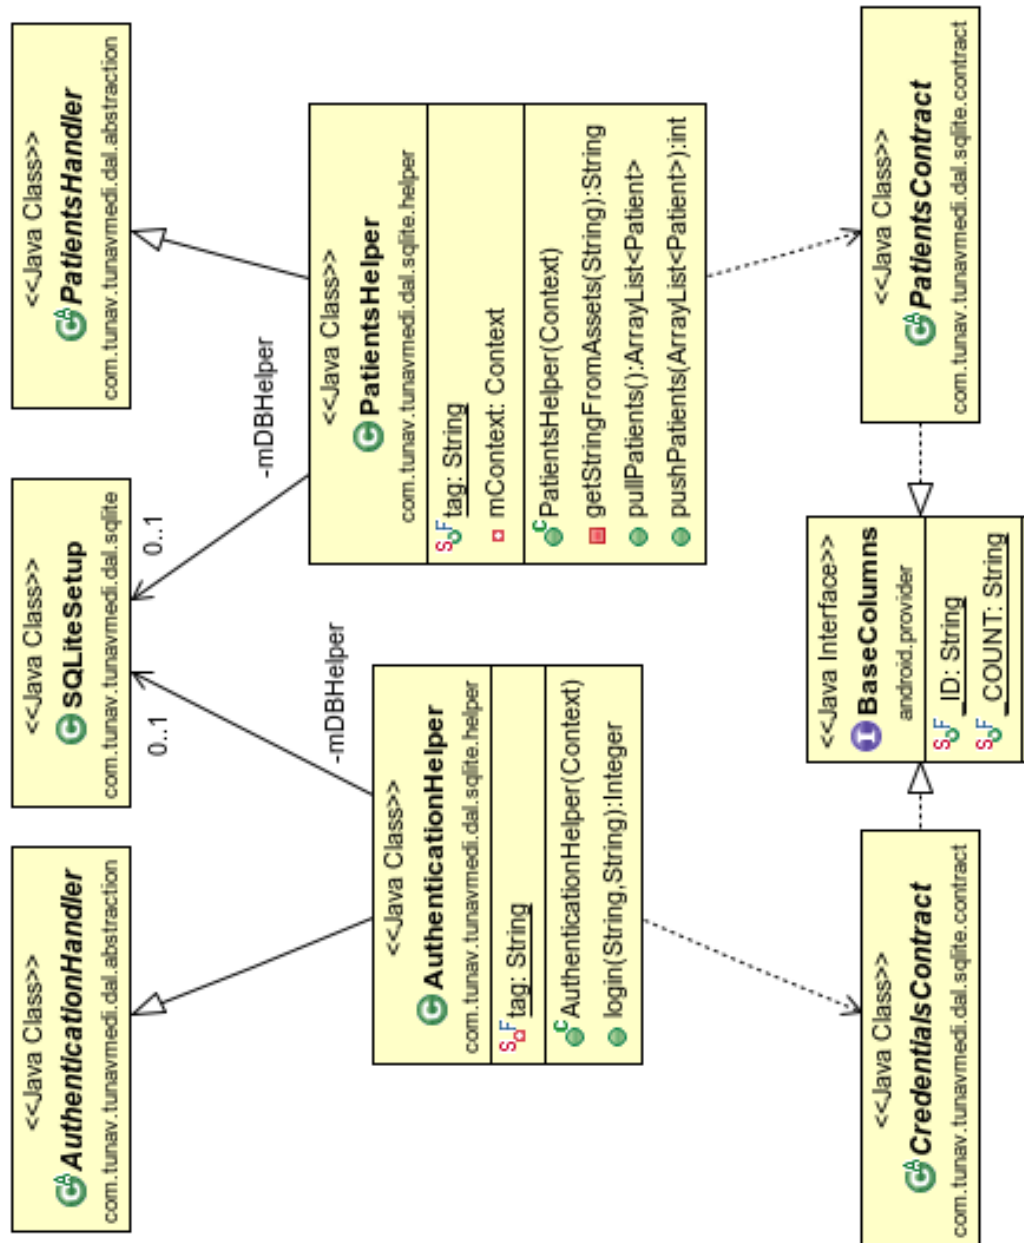 <<Java Class>>
AuthenticationHandler
com.tunav.tunavmedi.dal.abstraction
<<Java Class>>
SQLiteSetup
com.tunav.tunavmedi.dal.sqlite
<<Java Class>>
PatientsHandler
com.tunav.tunavmedi.dal.abstraction
0..1
0..1
-mDBHelper
-mDBHelper
<<Java Class>>
AuthenticationHelper
com.tunav.tunavmedi.dal.sqlite.helper
tag: String
AuthenticationHelper(Context)
login(String,String):Integer
<<Java Class>>
PatientsHelper
com.tunav.tunavmedi.dal.sqlite.helper
tag: String
mContext: Context
PatientsHelper(Context)
getStringFromAssets(String):String
pullPatients():ArrayList<Patient>
pushPatients(ArrayList<Patient>):int
<<Java Class>>
CredentialsContract
com.tunav.tunavmedi.dal.sqlite.contract
<<Java Interface>>
BaseColumns
android.provider
_ID: String
_COUNT: String
<<Java Class>>
PatientsContract
com.tunav.tunavmedi.dal.sqlite.contract